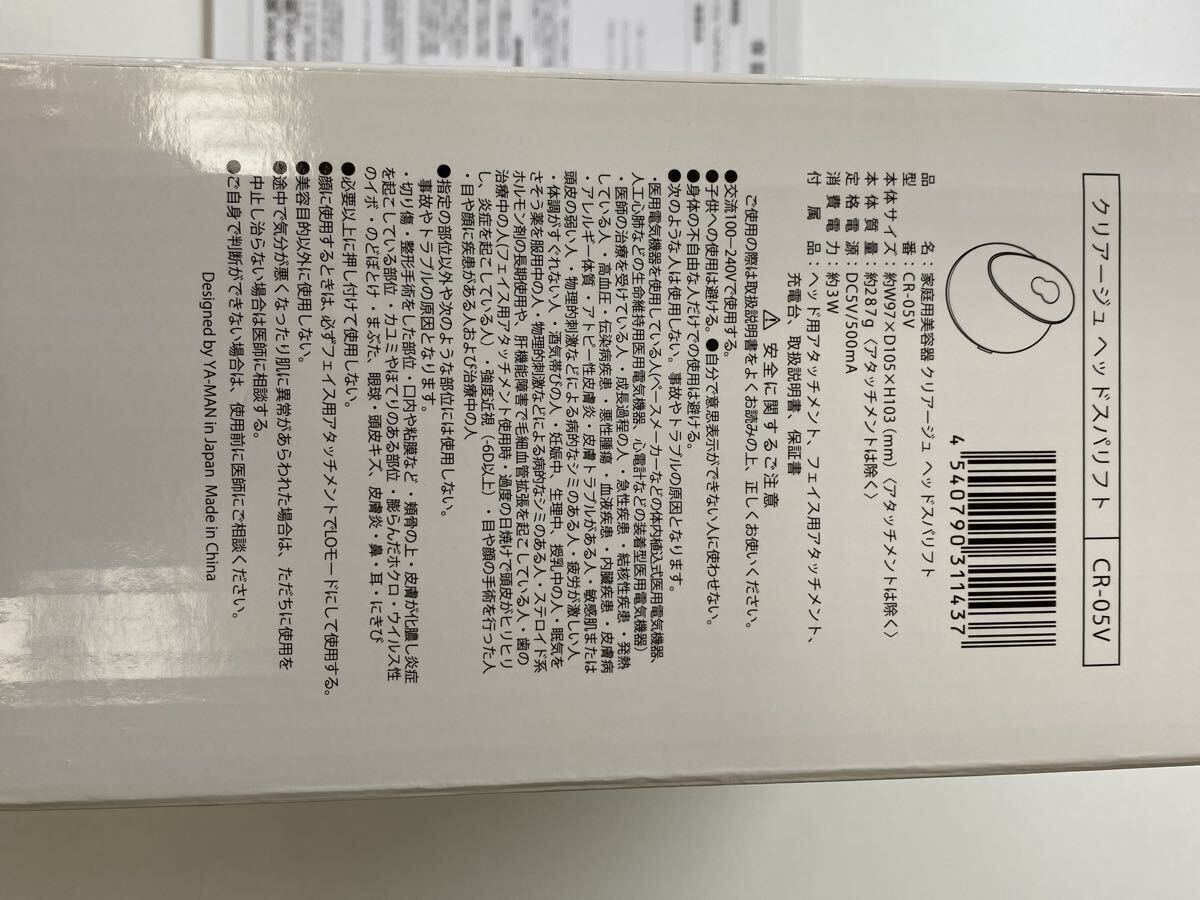 クリアージュ ヘッドスパリフト CR-05V
4 540790 311437
品名：家庭用美容器 クリアージュ ヘッドスパリフト
型番：CR-05V
本体サイズ：約W97×D105×H103(mm)〈アタッチメントは除く〉
本体質量：約287g〈アタッチメントは除く〉
定格電源：DC5V/500mA
消費電力：約3W
付属品：ヘッド用アタッチメント、フェイス用アタッチメント、
充電台、取扱説明書、保証書
⚠ 安全に関するご注意
ご使用の際は取扱説明書をよくお読みの上、正しくお使いください。
●交流100-240Vで使用する。
●子供への使用は避ける。●自分で意思表示ができない人に使わせない。
●身体の不自由な人だけでの使用は避ける。
●次のような人は使用しない。事故やトラブルの原因となります。
・医用電気機器を使用している人(ペースメーカーなどの体内植込式医用電気機器、
人工心肺などの生命維持用医用電気機器、心電計などの装着型医用電気機器)
・医師の治療を受けている人・成長過程の人・急性疾患・結核性疾患・発熱
している人・高血圧・伝染病疾患・悪性腫瘍・血液疾患・内臓疾患・皮膚病
・アレルギー体質・アトピー性皮膚炎・皮膚トラブルがある人・敏感肌または
頭皮の弱い人・物理的刺激などによる病的なシミのある人・疲労が激しい人
・体調がすぐれない人・酒気帯びの人・妊娠中、生理中、授乳中の人・眠気を
さそう薬を服用中の人・物理的刺激などによる病的なシミのある人・ステロイド系
ホルモン剤の長期使用や、肝機能障害で毛細血管拡張を起こしている人・歯の
治療中の人(フェイス用アタッチメント使用時・過度の日焼けで頭皮がヒリヒリ
し、炎症を起こしている人)・強度近視(-6D以上)・目や顔の手術を行った人
・目や顔に疾患がある人および治療中の人
●指定の部位以外や次のような部位には使用しない。
事故やトラブルの原因となります。
・切り傷・整形手術をした部位・口内や粘膜など・頬骨の上・皮膚が化膿し炎症
を起こしている部位・カユミやほてりのある部位・膨らんだホクロ・ウイルス性
のイボ・のどぼとけ・まぶた、眼球・頭皮キズ、皮膚炎・鼻・耳・にきび
●必要以上に押し付けて使用しない。
●顔に使用するときは、必ずフェイス用アタッチメントでLOモードにして使用する。
●美容目的以外に使用しない。
●途中で気分が悪くなったり肌に異常があらわれた場合は、ただちに使用を
中止し治らない場合は医師に相談する。
●ご自身で判断ができない場合は、使用前に医師にご相談ください。
Designed by YA-MAN in Japan Made in China